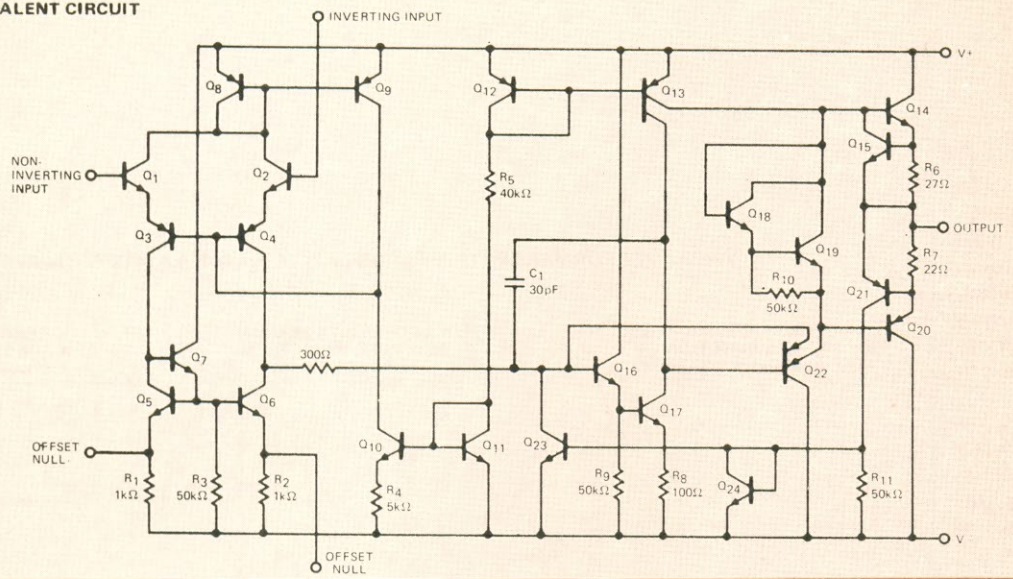 ALENT CIRCUIT
INVERTING INPUT
V+
Q8
Q9
Q12
Q13
Q14
Q15
NON-
INVERTING
INPUT
Q1
Q2
R5
40kΩ
R6
27Ω
Q3
Q4
Q18
OUTPUT
Q19
R7
22Ω
C1
30pF
R10
50kΩ
Q21
Q20
Q7
300Ω
Q16
Q22
Q5
Q6
Q17
OFFSET
NULL
Q10
Q11
Q23
R1
1kΩ
R3
50kΩ
R2
1kΩ
R4
5kΩ
R9
50kΩ
R8
100Ω
Q24
R11
50kΩ
V-
OFFSET
NULL